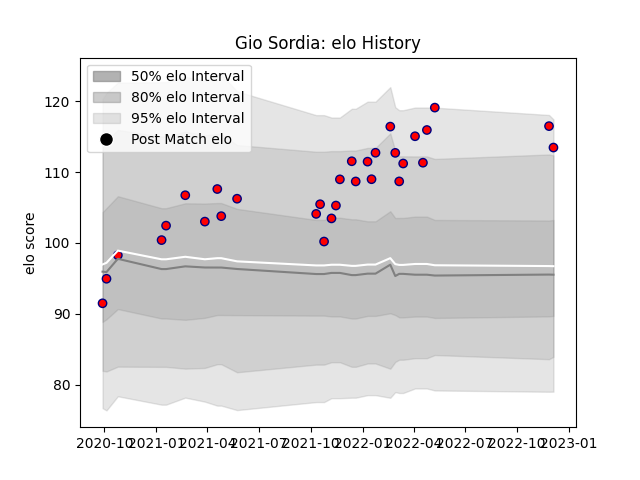 Gio Sordia: elo History
50% elo Interval
80% elo Interval
95% elo Interval
Post Match elo
elo score
120
110
100
90
80
2020-10 2021-01 2021-04 2021-07 2021-10 2022-01 2022-04 2022-07 2022-10 2023-01